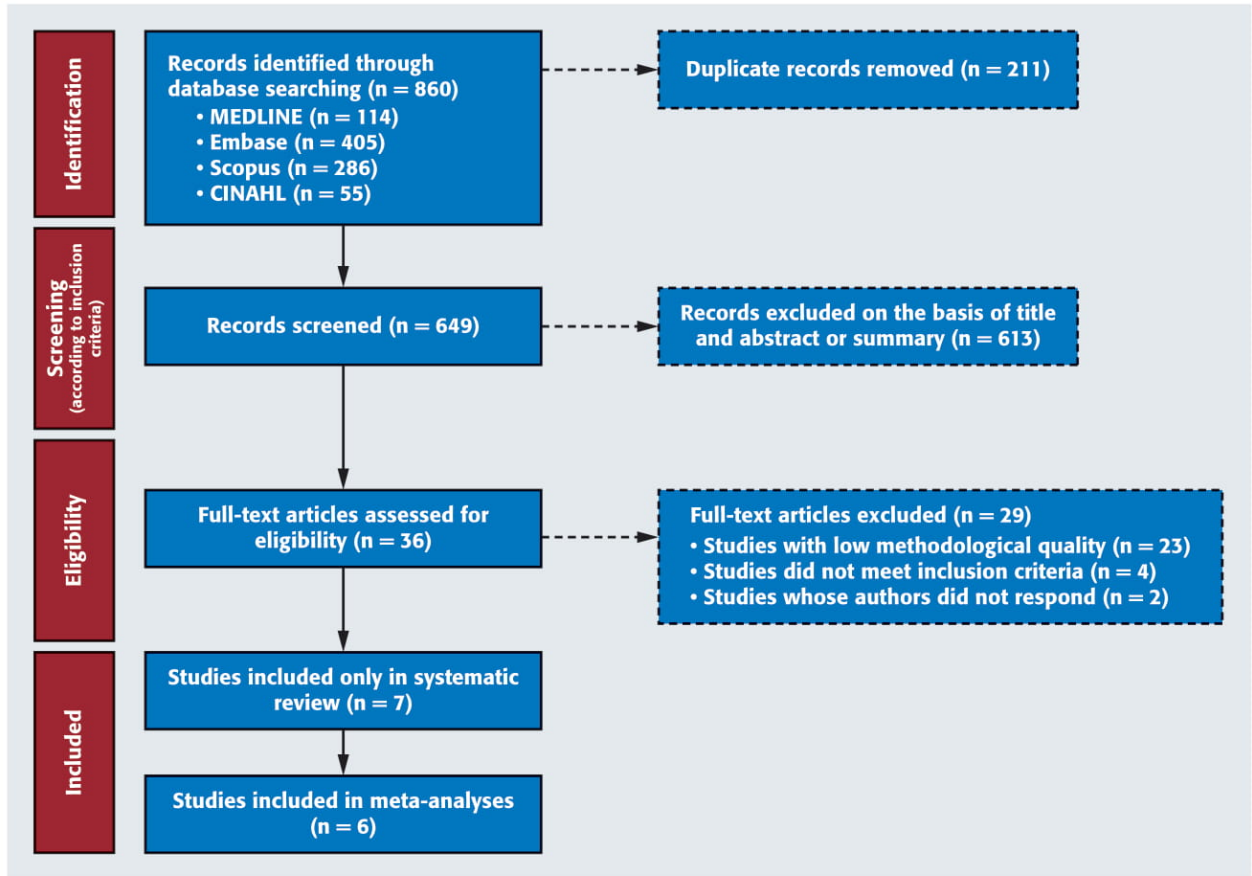 Identification
Records identified through
database searching (n = 860)
• MEDLINE (n = 114)
• Embase (n = 405)
• Scopus (n = 286)
• CINAHL (n = 55)
Duplicate records removed (n = 211)
Screening
(according to inclusion
criteria)
Records screened (n = 649)
Records excluded on the basis of title
and abstract or summary (n = 613)
Eligibility
Full-text articles assessed for
eligibility (n = 36)
Full-text articles excluded (n = 29)
• Studies with low methodological quality (n = 23)
• Studies did not meet inclusion criteria (n = 4)
• Studies whose authors did not respond (n = 2)
Included
Studies included only in systematic
review (n = 7)
Studies included in meta-analyses
(n = 6)